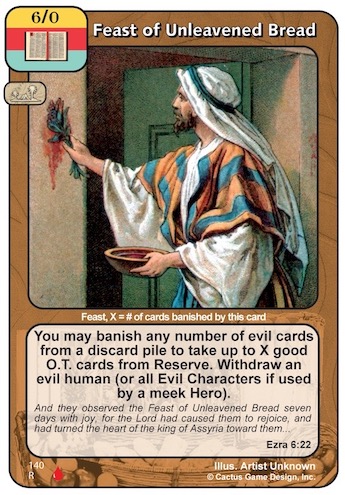 6/0
Feast of Unleavened Bread
Feast, X = # of cards banished by this card
You may banish any number of evil cards
from a discard pile to take up to X good
O.T. cards from Reserve. Withdraw an
evil human (or all Evil Characters if used
by a meek Hero).
And they observed the Feast of Unleavened Bread seven
days with joy, for the Lord had caused them to rejoice, and
had turned the heart of the king of Assyria toward them...
Ezra 6:22
140
R
Illus. Artist Unknown
© Cactus Game Design, Inc.